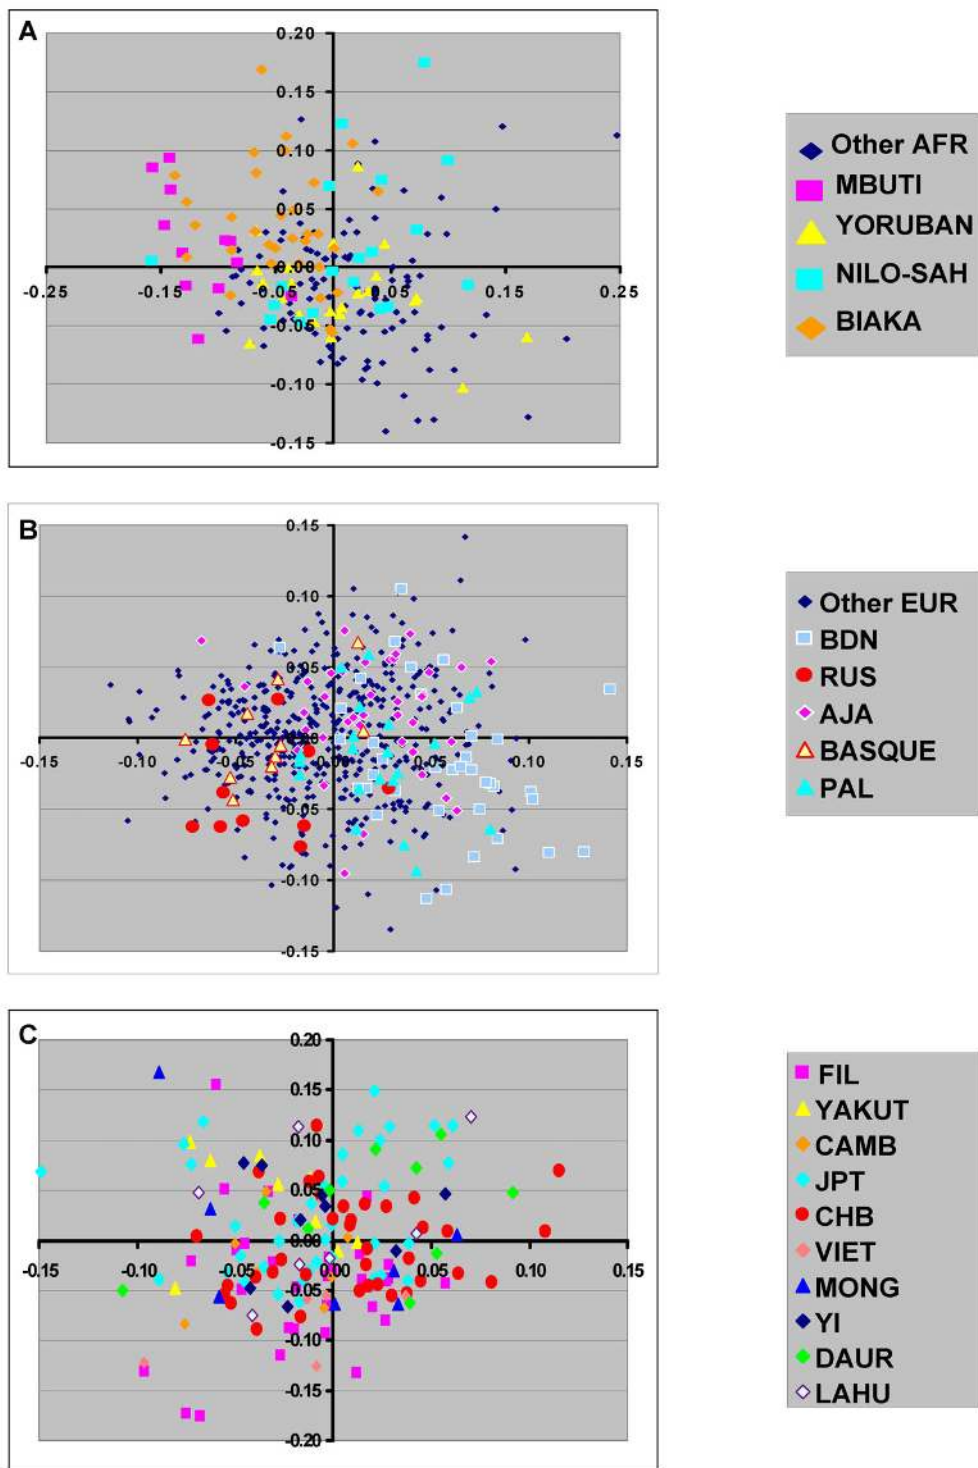 A
0.20
0.15
0.10
0.05
0.00
-0.25
-0.15
-0.05
0.05
0.15
0.25
-0.05
-0.10
-0.15
Other AFR
MBUTI
YORUBAN
NILO-SAH
BIAKA
B
0.15
0.10
0.05
0.00
-0.15
-0.10
-0.05
0.00
0.05
0.10
0.15
-0.05
-0.10
-0.15
Other EUR
BDN
RUS
AJA
BASQUE
PAL
C
0.20
0.15
0.10
0.05
0.00
-0.15
-0.10
-0.05
0.00
0.05
0.10
0.15
-0.05
-0.10
-0.15
-0.20
FIL
YAKUT
CAMB
JPT
CHB
VIET
MONG
YI
DAUR
LAHU